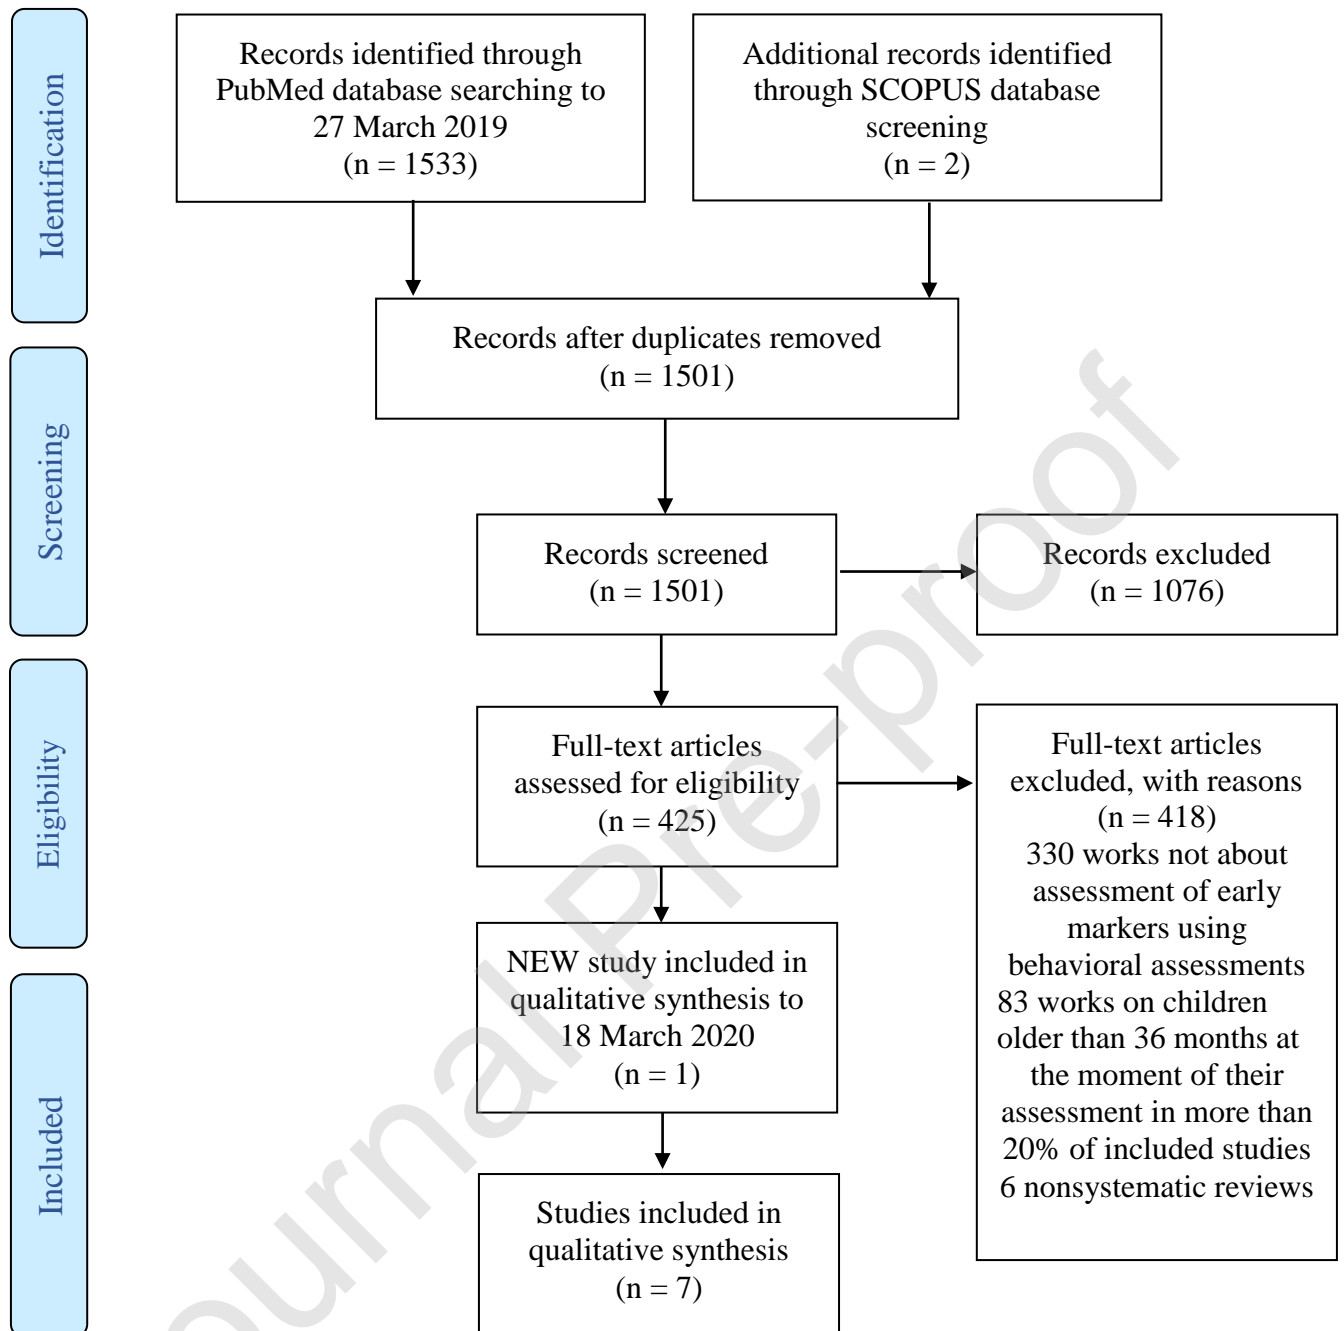 Identification
Records identified through
PubMed database searching to
27 March 2019
(n = 1533)
Additional records identified
through SCOPUS database
screening
(n = 2)
Records after duplicates removed
(n = 1501)
Screening
Records screened
(n = 1501)
Records excluded
(n = 1076)
Eligibility
Full-text articles
assessed for eligibility
(n = 425)
Full-text articles
excluded, with reasons
(n = 418)
330 works not about
assessment of early
markers using
behavioral assessments
83 works on children
older than 36 months at
the moment of their
assessment in more than
20% of included studies
6 nonsystematic reviews
NEW study included in
qualitative synthesis to
18 March 2020
(n = 1)
Included
Studies included in
qualitative synthesis
(n = 7)
Journal Pre-proof